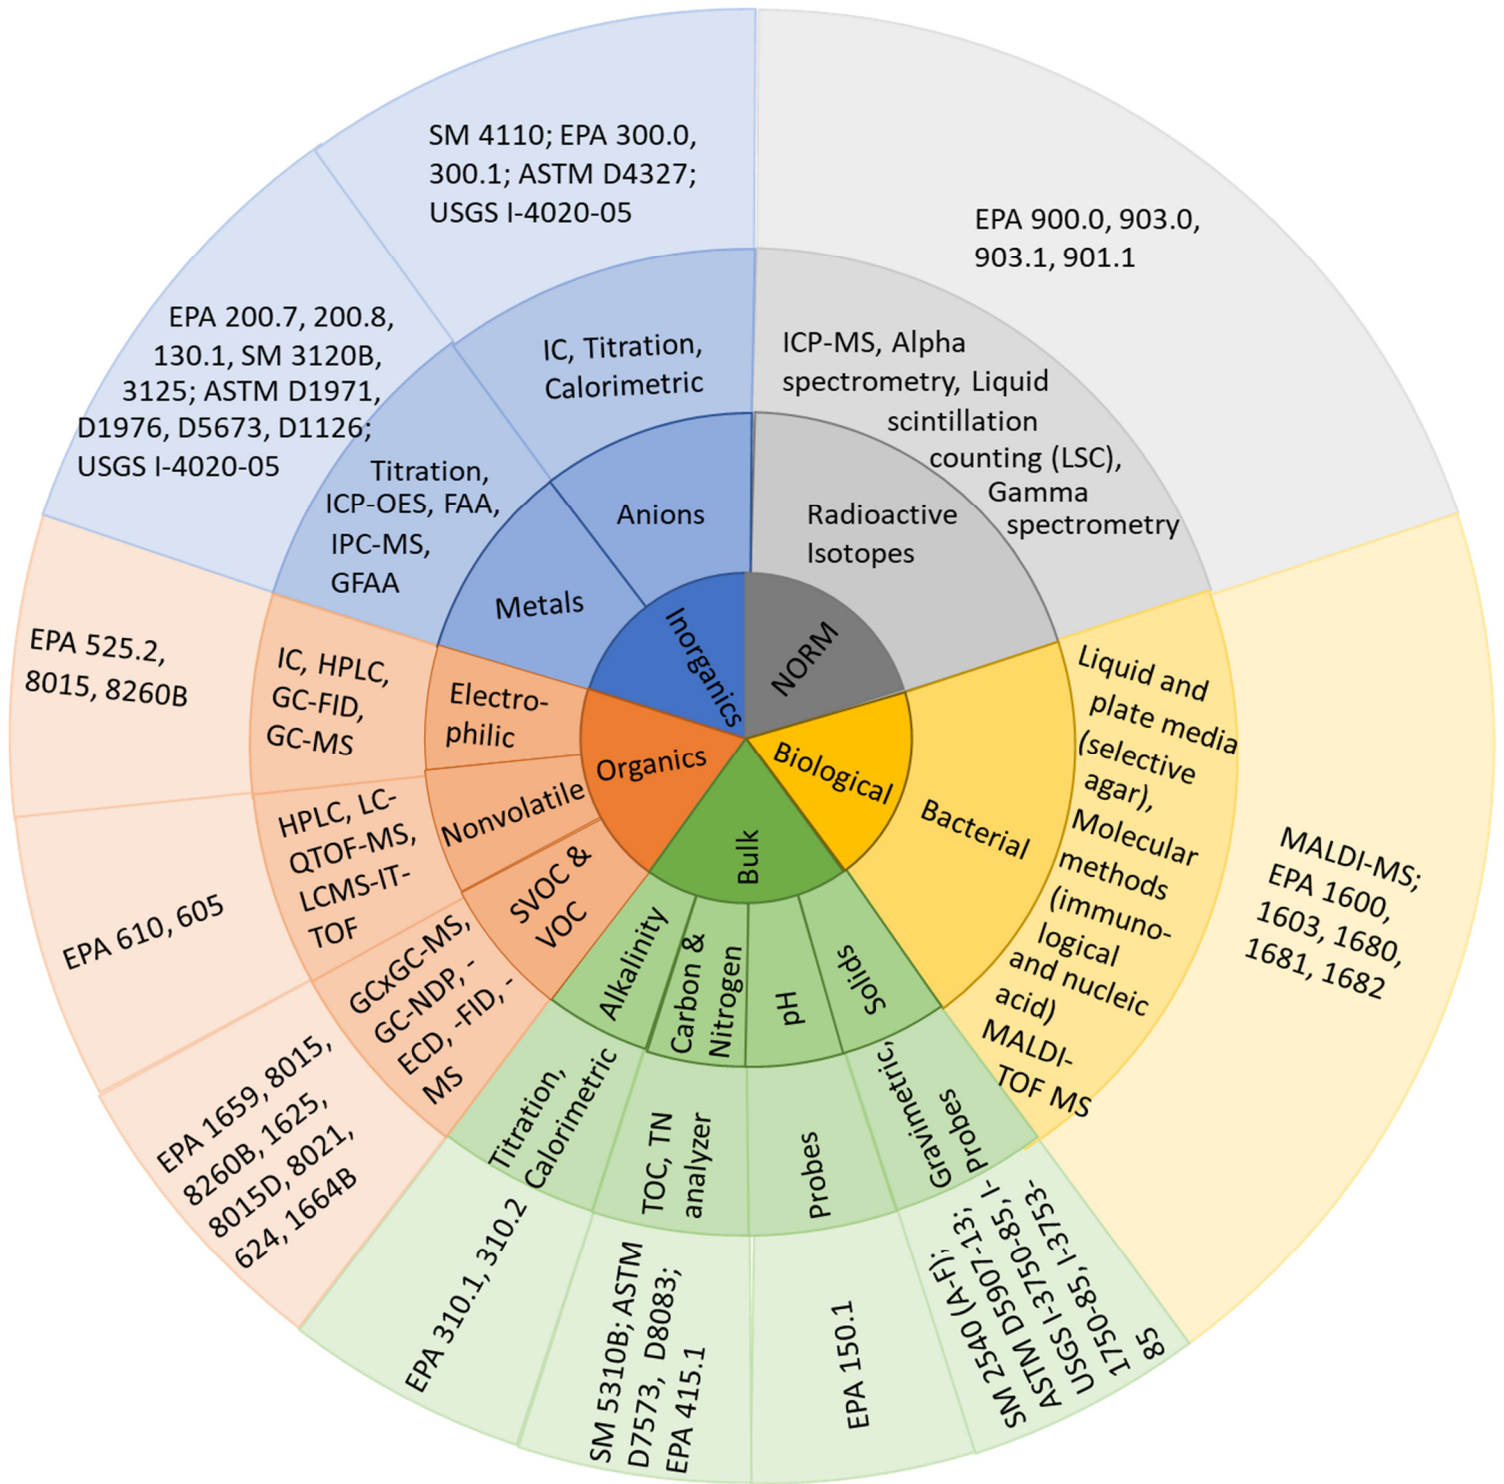 SM 4110; EPA 300.0,
300.1; ASTM D4327;
USGS I-4020-05
EPA 900.0, 903.0,
903.1, 901.1
EPA 200.7, 200.8,
130.1, SM 3120B,
3125; ASTM D1971,
D1976, D5673, D1126;
USGS I-4020-05
IC, Titration,
Calorimetric
ICP-MS, Alpha
spectrometry, Liquid
scintillation
counting (LSC),
Gamma
spectrometry
Titration,
ICP-OES, FAA,
IPC-MS,
GFAA
Anions
Radioactive
Isotopes
Metals
Inorganics
NORM
EPA 525.2,
8015, 8260B
IC, HPLC,
GC-FID,
GC-MS
Electro-
philic
Organics
Biological
Bacterial
Liquid and
plate media
(selective
agar),
Molecular
methods
(immuno-
logical
and nucleic
acid)
MALDI-
TOF MS
MALDI-MS;
EPA 1600,
1603, 1680,
1681, 1682
Nonvolatile
HPLC, LC-
QTOF-MS,
LCMS-IT-
TOF
EPA 610, 605
SVOC &
VOC
GCxGC-MS,
GC-NDP, -
ECD, -FID, -
MS
EPA 1659, 8015,
8260B, 1625,
8015D, 8021,
624, 1664B
Bulk
Alkalinity
Carbon &
Nitrogen
pH
Solids
Titration,
Calorimetric
TOC, TN
analyzer
Probes
Gravimetric,
Probes
EPA 310.1, 310.2
SM 5310B; ASTM
D7573, D8083;
EPA 415.1
EPA 150.1
SM 2540 (A-F);
ASTM D5907-13;
USGS I-3750-85, I-
1750-85, I-3753-
85